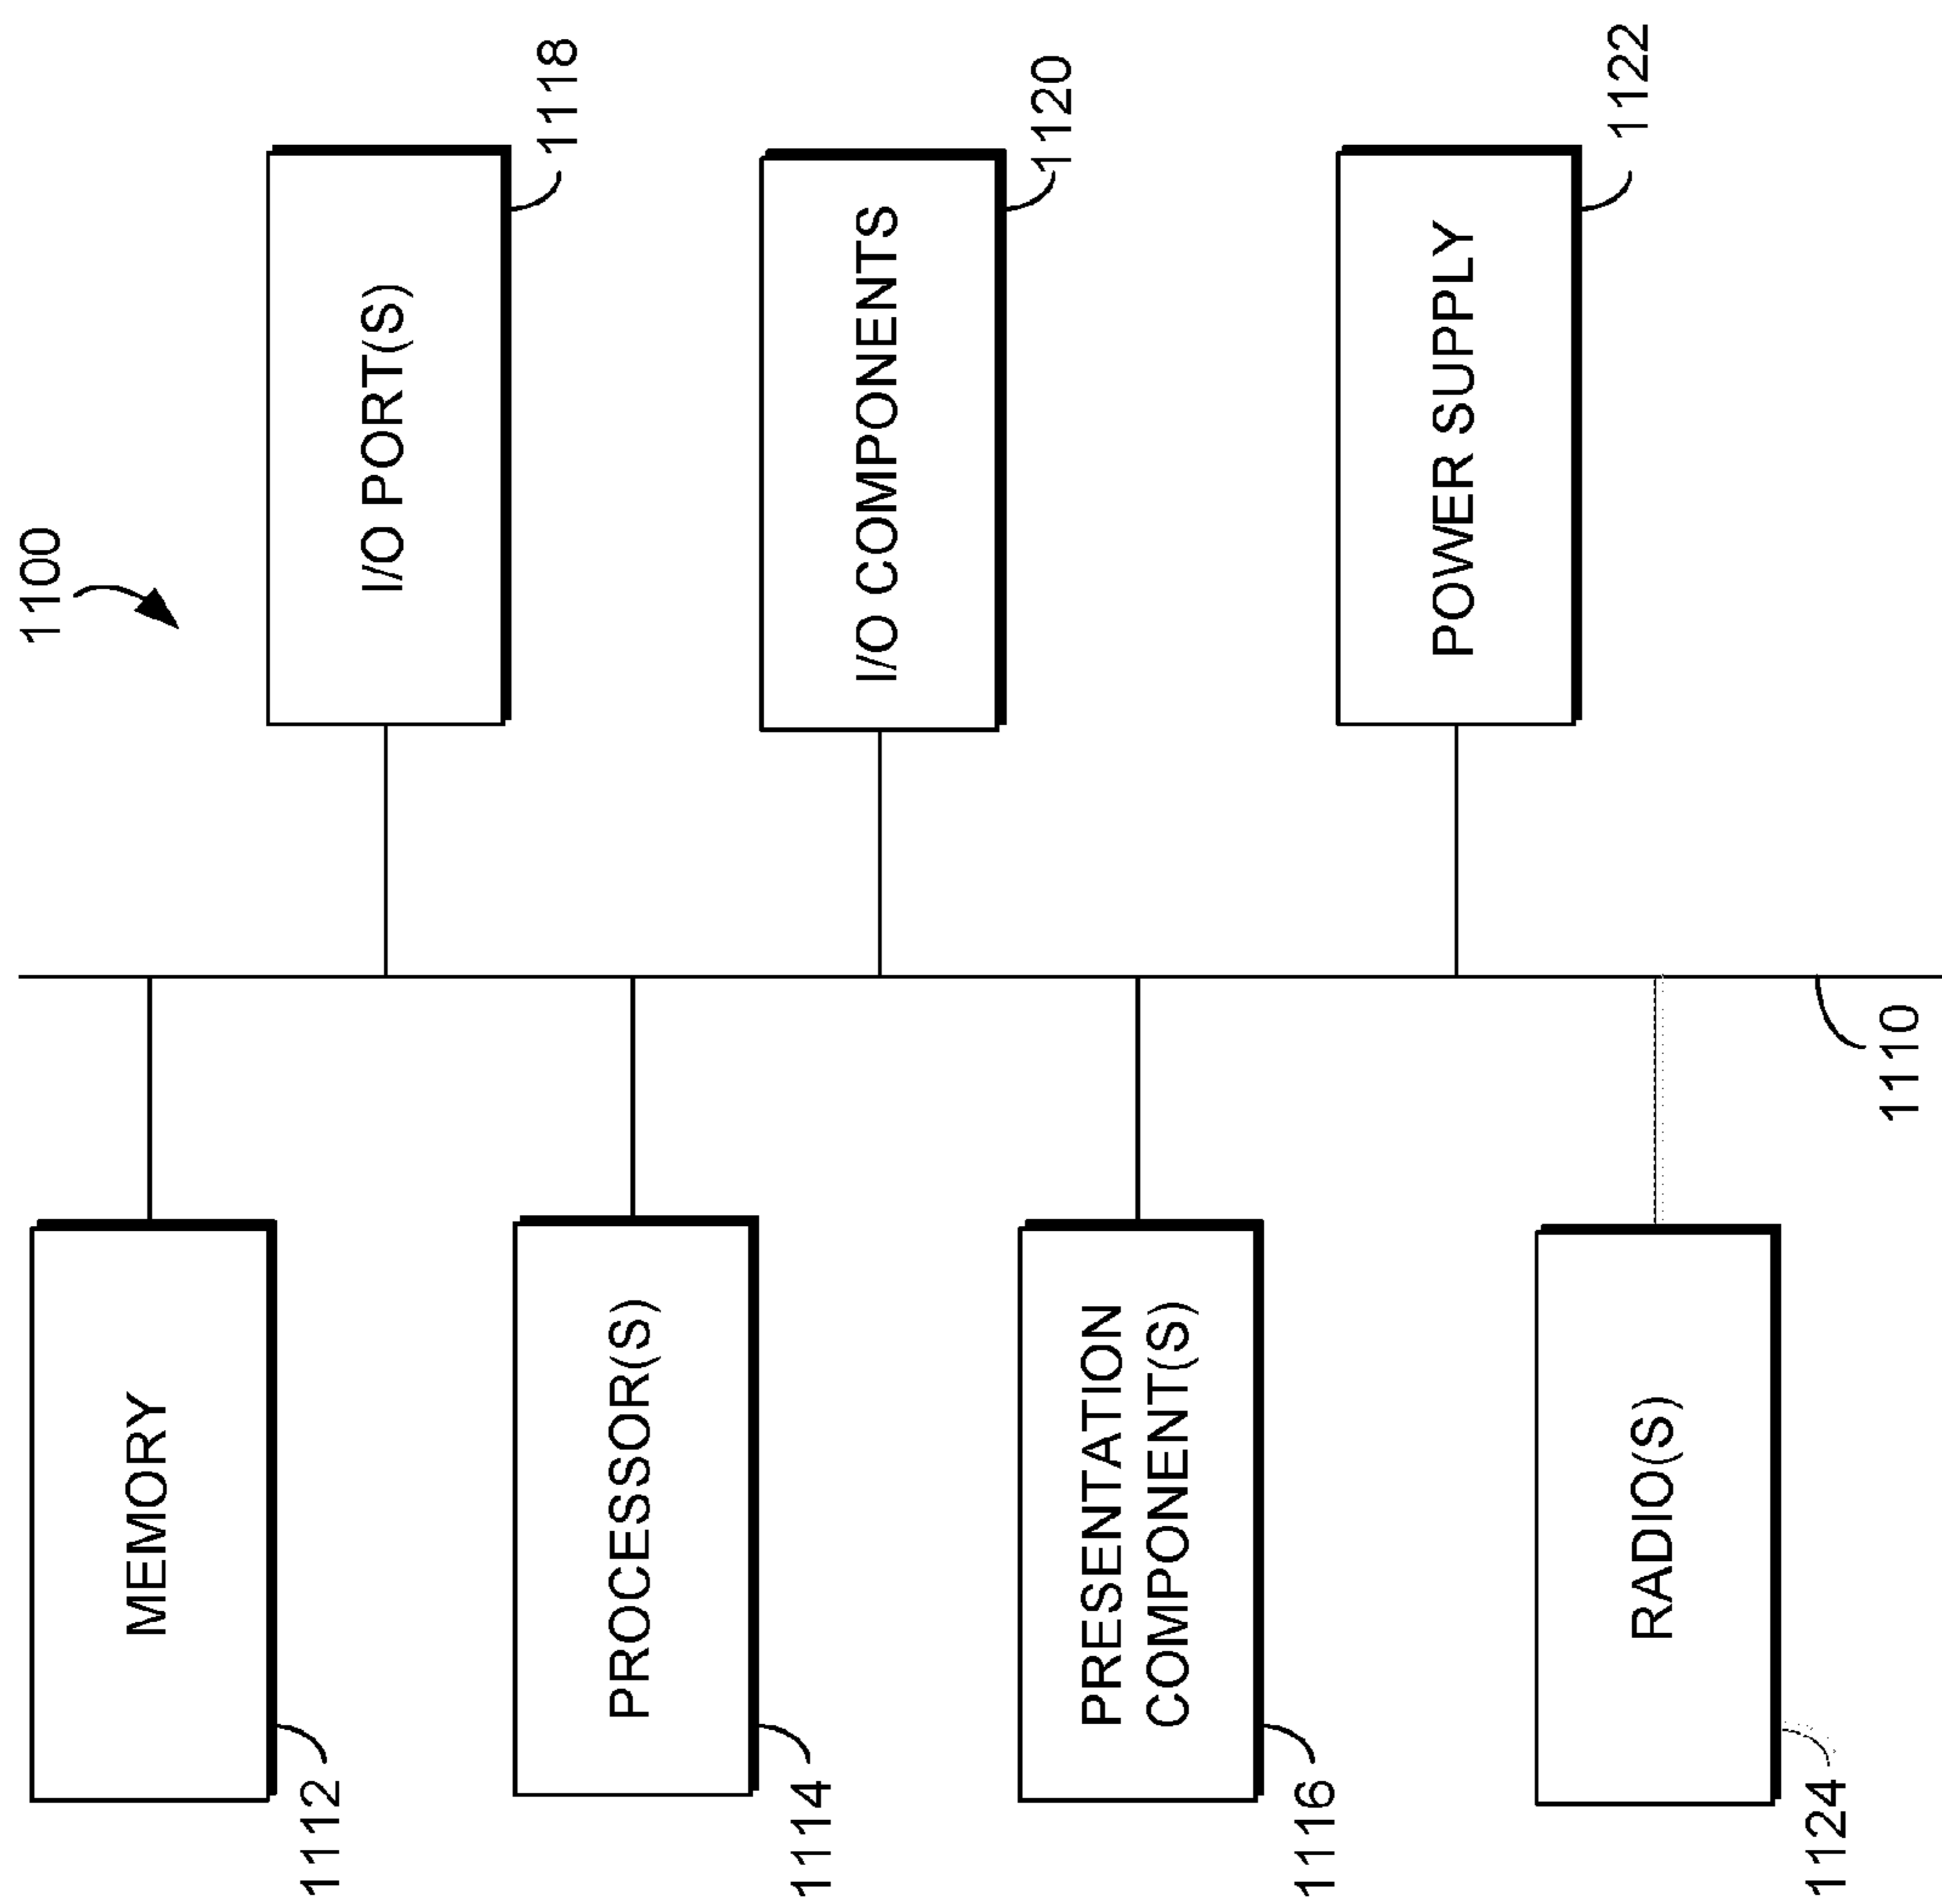 1100
MEMORY
1112
PROCESSOR(S)
1114
PRESENTATION
COMPONENT(S)
1116
RADIO(S)
1124
I/O PORT(S)
1118
I/O COMPONENTS
1120
POWER SUPPLY
1122
1110